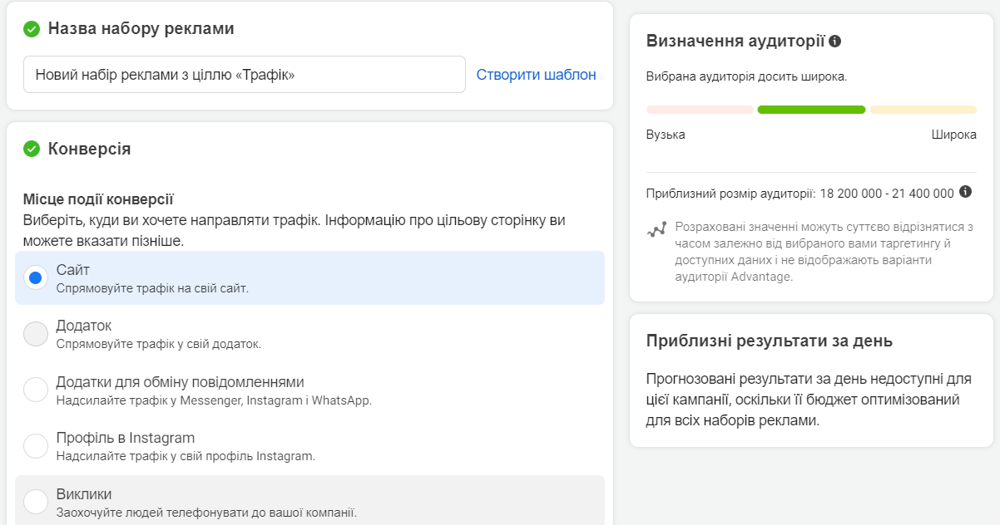 Назва набору реклами
Новий набір реклами з ціллю «Трафік»
Створити шаблон
Конверсія
Місце події конверсії
Виберіть, куди ви хочете направляти трафік. Інформацію про цільову сторінку ви
можете вказати пізніше.
Сайт
Спрямовуйте трафік на свій сайт.
Додаток
Спрямовуйте трафік у свій додаток.
Додатки для обміну повідомленнями
Надсилайте трафік у Messenger, Instagram і WhatsApp.
Профіль в Instagram
Надсилайте трафік у свій профіль Instagram.
Виклики
Заохочуйте людей телефонувати до вашої компанії.
Визначення аудиторії
Вибрана аудиторія досить широка.
Вузька
Широка
Приблизний розмір аудиторії: 18 200 000 - 21 400 000
Розраховані значенні можуть суттєво відрізнятися з
часом залежно від вибраного вами таргетингу й
доступних даних і не відображають варіанти
аудиторії Advantage.
Приблизні результати за день
Прогнозовані результати за день недоступні для
цієї кампанії, оскільки її бюджет оптимізований
для всіх наборів реклами.